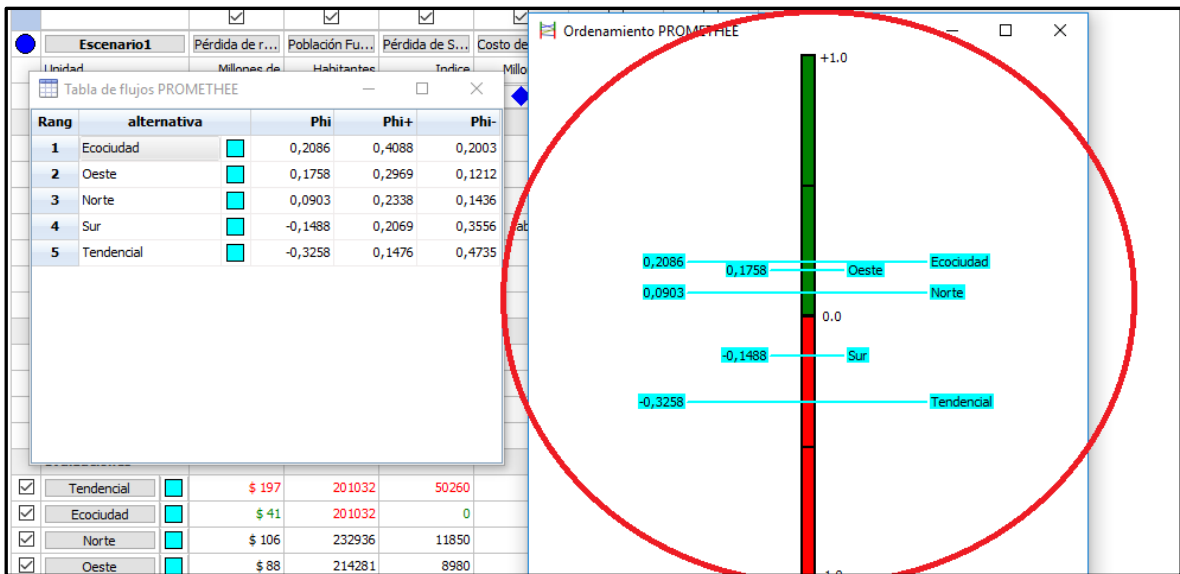 Escenario1 Pérdida de r... Población Fu... Pérdida de S... Costo de
Unidad Millones de Habitantes Indice
Tabla de flujos PROMETHEE
Rang alternativa Phi Phi+ Phi-
1 Ecociudad 0,2086 0,4088 0,2003
2 Oeste 0,1758 0,2969 0,1212
3 Norte 0,0903 0,2338 0,1436
4 Sur -0,1488 0,2069 0,3556
5 Tendencial -0,3258 0,1476 0,4735
Tendencial $ 197 201032 50260
Ecociudad $ 41 201032 0
Norte $ 106 232936 11850
Oeste $ 88 214281 8980
Ordenamiento PROMETHEE
+1.0
0,2086 Ecociudad
0,1758 Oeste
0,0903 Norte
0.0
-0,1488 Sur
-0,3258 Tendencial